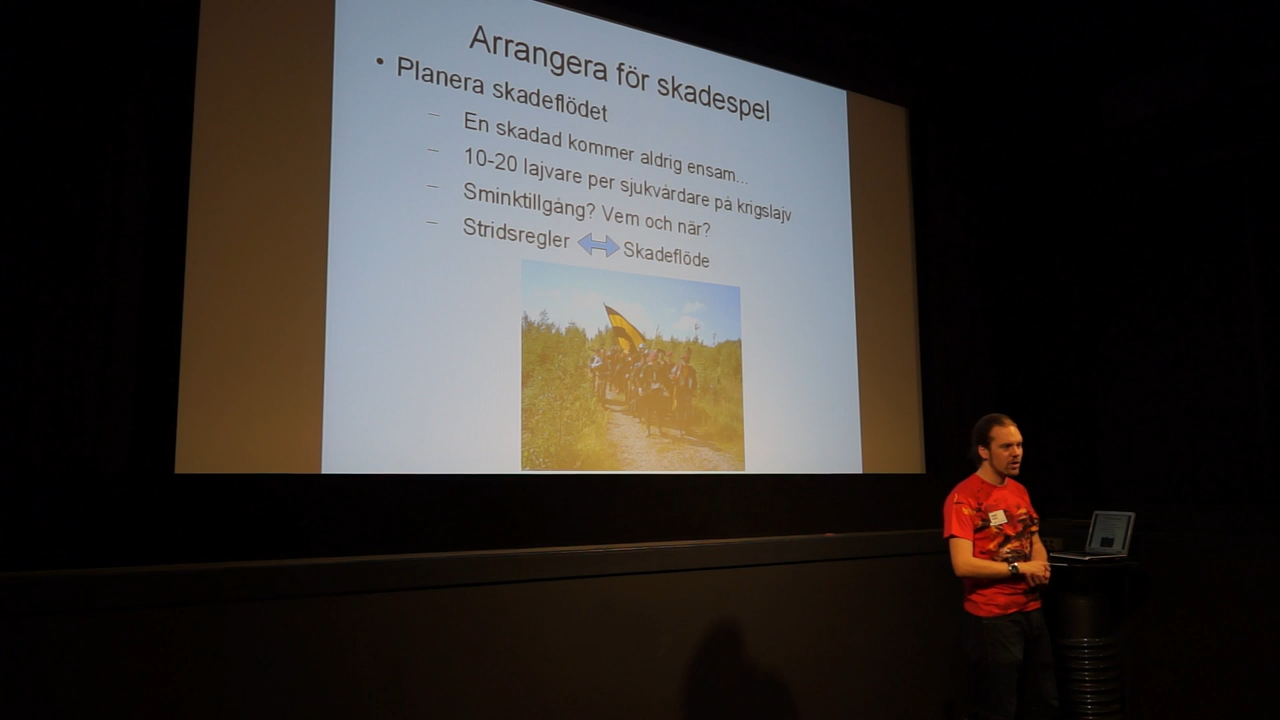 Arrangera för skadespel
• Planera skadeflödet
– En skadad kommer aldrig ensam...
– 10-20 lajvare per sjukvårdare på krigslajv
– Sminktillgång? Vem och när?
– Stridsregler Skadeflöde